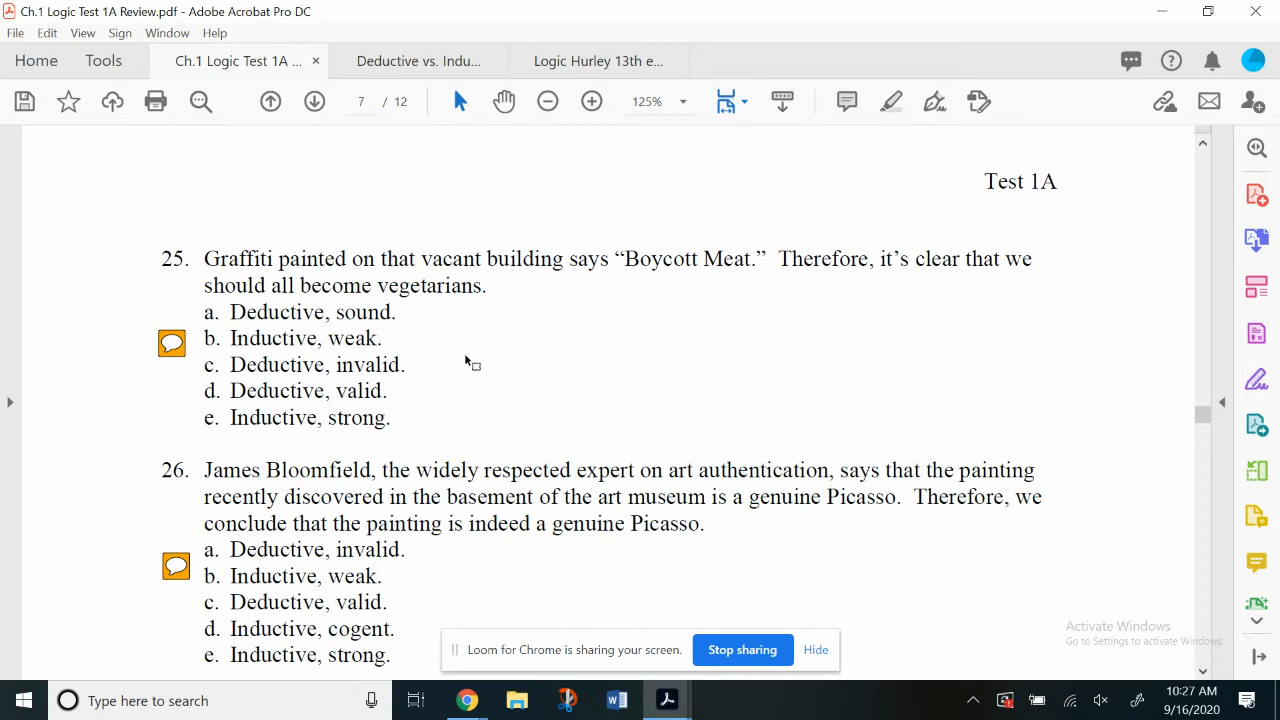 Ch.1 Logic Test 1A Review.pdf - Adobe Acrobat Pro DC
File Edit View Sign Window Help
Home Tools Ch.1 Logic Test 1A ... × Deductive vs. Indu... Logic Hurley 13th e...
7 / 12 125%
Test 1A
25. Graffiti painted on that vacant building says “Boycott Meat.” Therefore, it’s clear that we
should all become vegetarians.
a. Deductive, sound.
b. Inductive, weak.
c. Deductive, invalid.
d. Deductive, valid.
e. Inductive, strong.
26. James Bloomfield, the widely respected expert on art authentication, says that the painting
recently discovered in the basement of the art museum is a genuine Picasso. Therefore, we
conclude that the painting is indeed a genuine Picasso.
a. Deductive, invalid.
b. Inductive, weak.
c. Deductive, valid.
d. Inductive, cogent.
e. Inductive, strong.
Activate Windows
Go to Settings to activate Windows.
Loom for Chrome is sharing your screen. Stop sharing Hide
Type here to search
10:27 AM
9/16/2020